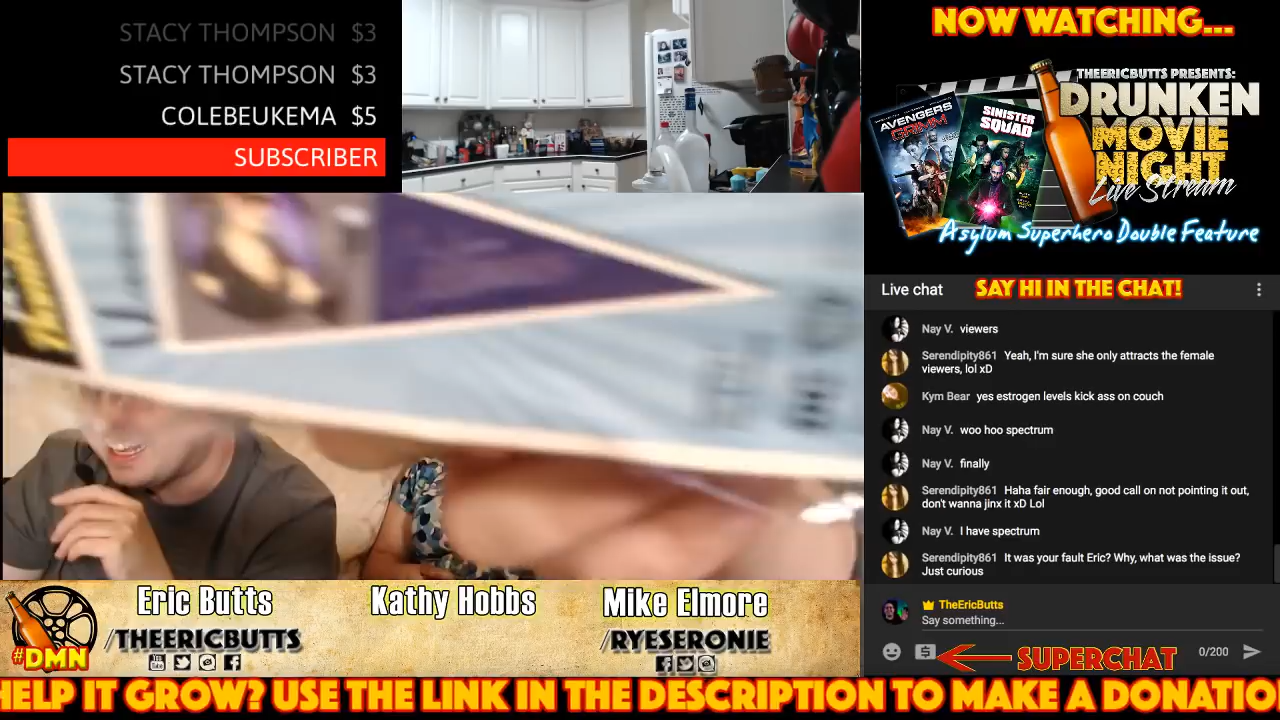 STACY THOMPSON $3
STACY THOMPSON $3
COLEBEUKEMA $5
SUBSCRIBER
NOW WATCHING...
THEERICBUTTS PRESENTS:
DRUNKEN
MOVIE
NIGHT
Live Stream
AVENGERS
GRIMM
SINISTER
SQUAD
Asylum Superhero Double Feature
Live chat
SAY HI IN THE CHAT!
Nay V. viewers
Serendipity861 Yeah, I'm sure she only attracts the female
viewers, lol xD
Kym Bear yes estrogen levels kick ass on couch
Nay V. woo hoo spectrum
Nay V. finally
Serendipity861 Haha fair enough, good call on not pointing it out,
don't wanna jinx it xD Lol
Nay V. I have spectrum
Serendipity861 It was your fault Eric? Why, what was the issue?
Just curious
TheEricButts
Say something...
SUPERCHAT
0/200
Eric Butts
/THEERICBUTTS
Kathy Hobbs
Mike Elmore
/RYESERONIE
#DMN
HELP IT GROW? USE THE LINK IN THE DESCRIPTION TO MAKE A DONATIO